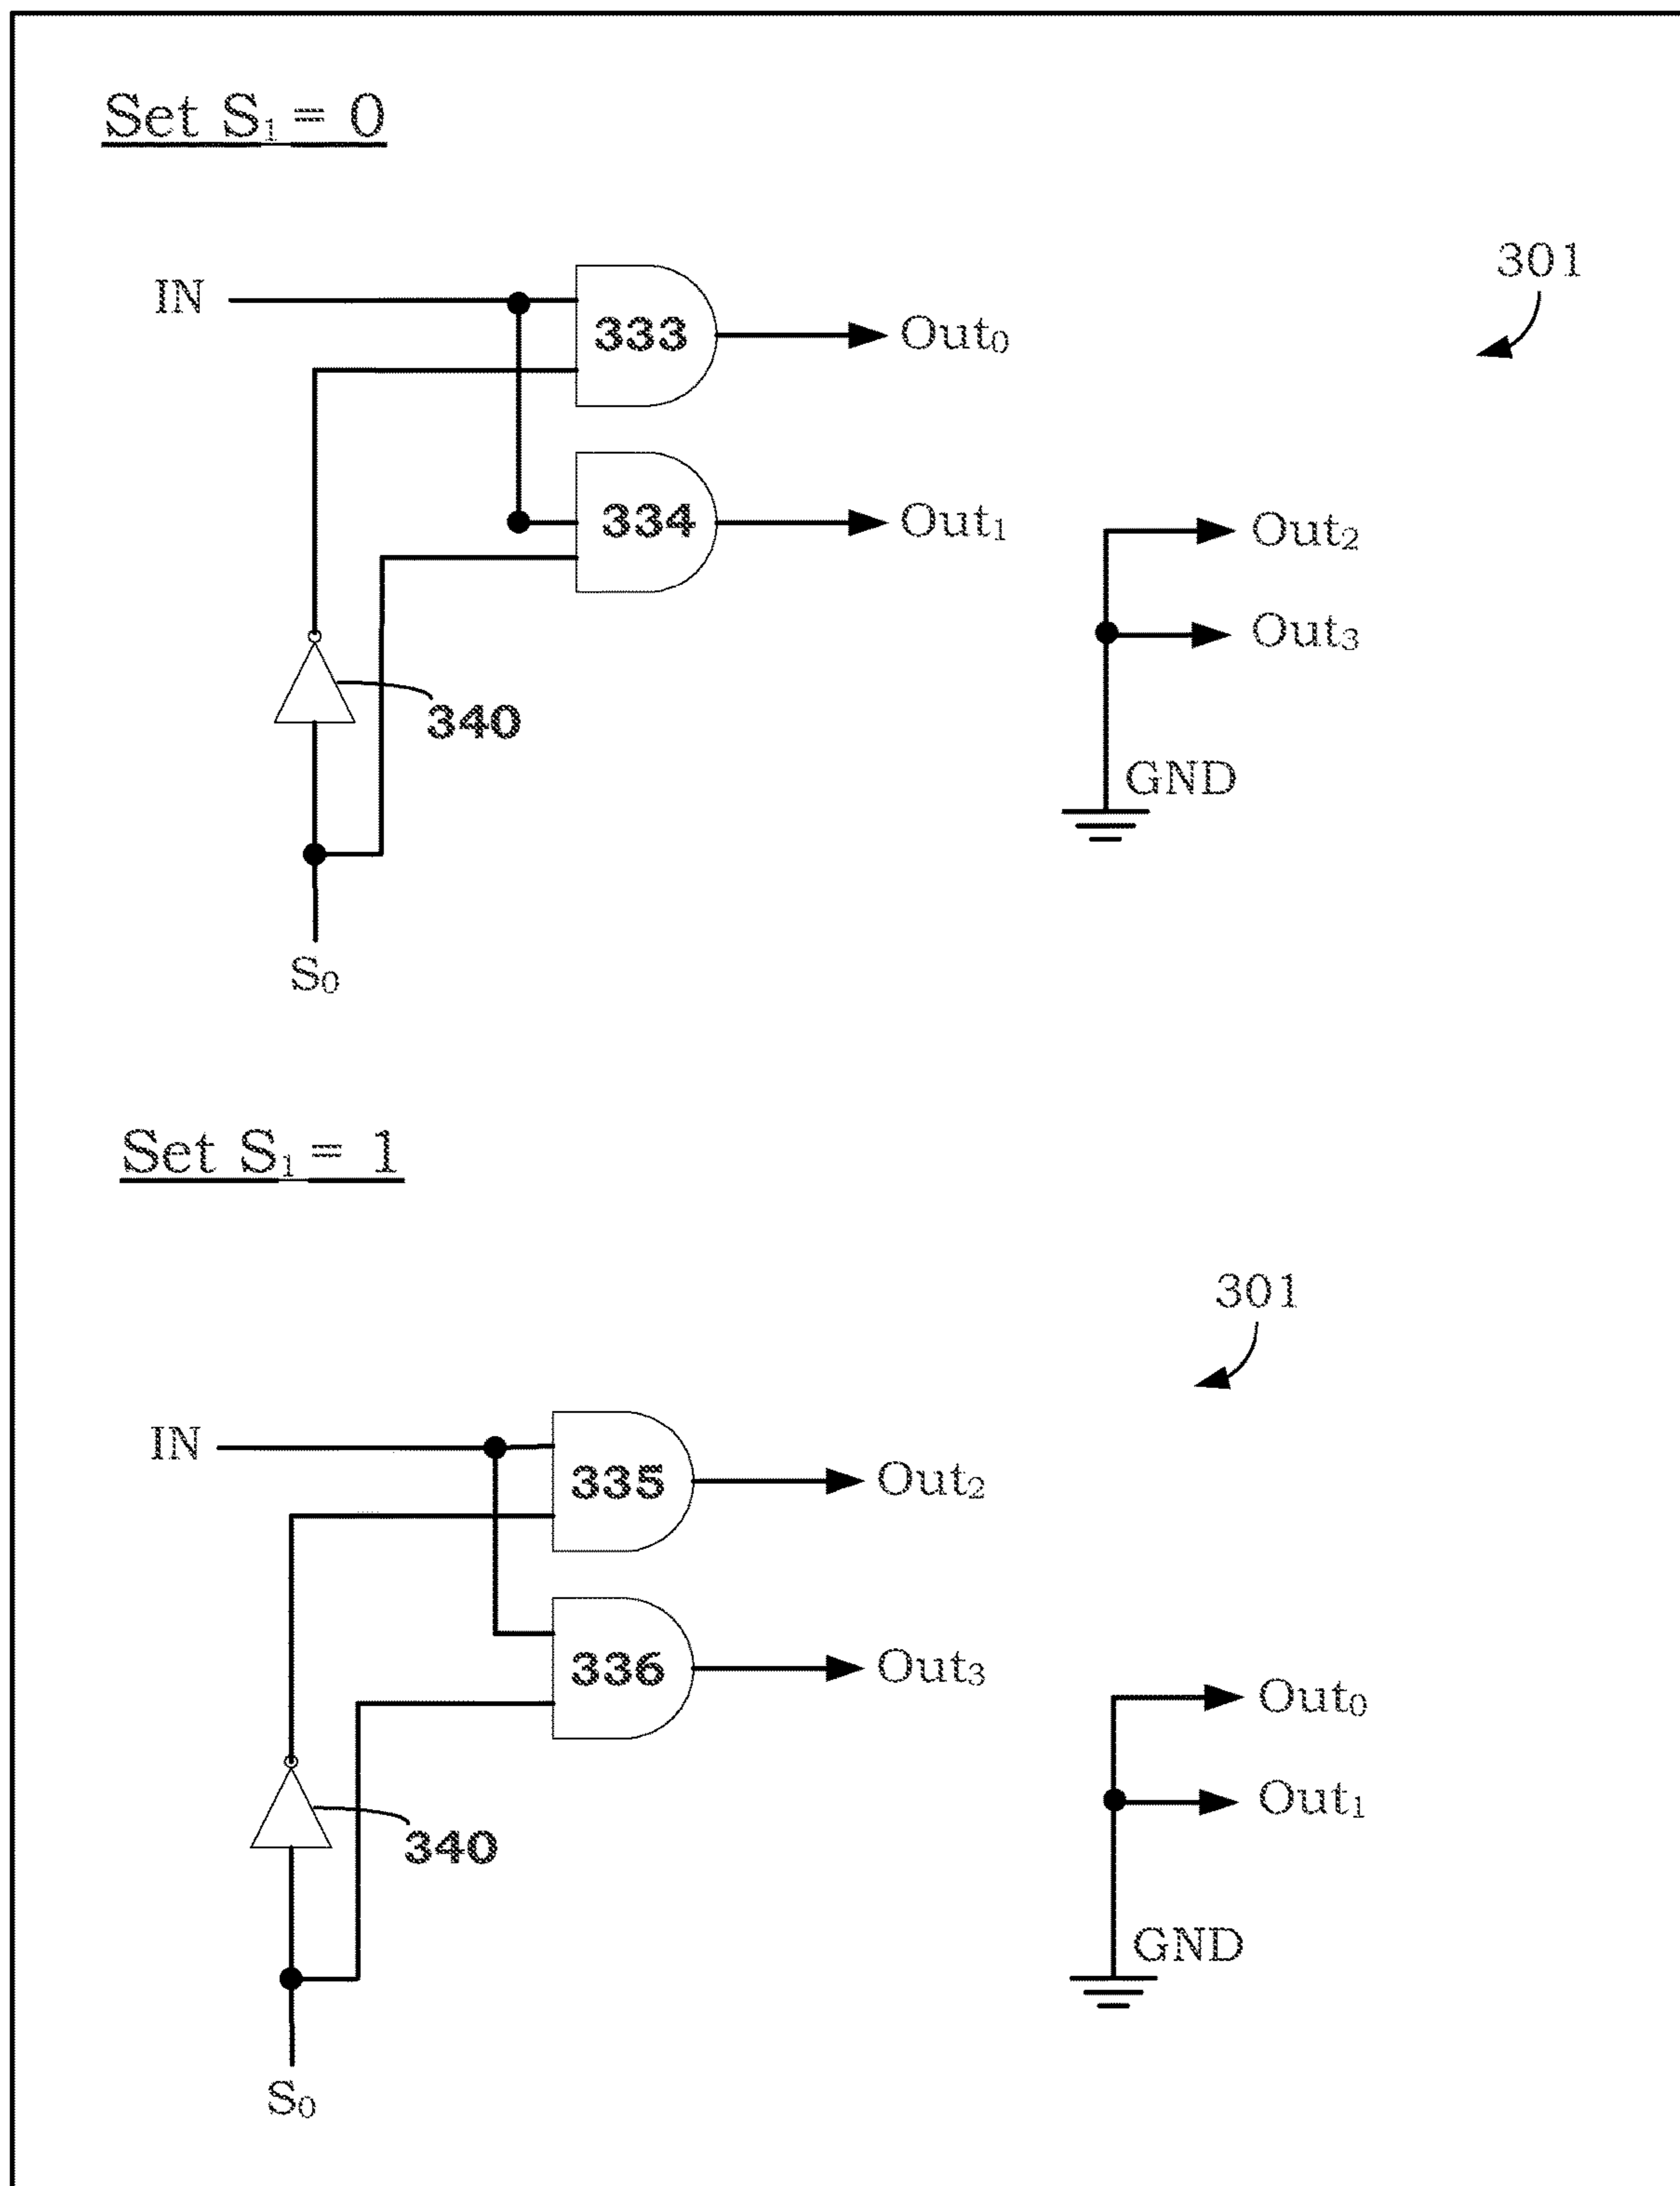 Set S₁ = 0
301
IN
333
Out₀
334
Out₁
Out₂
Out₃
340
GND
S₀
Set S₁ = 1
301
IN
335
Out₂
336
Out₃
Out₀
Out₁
340
GND
S₀